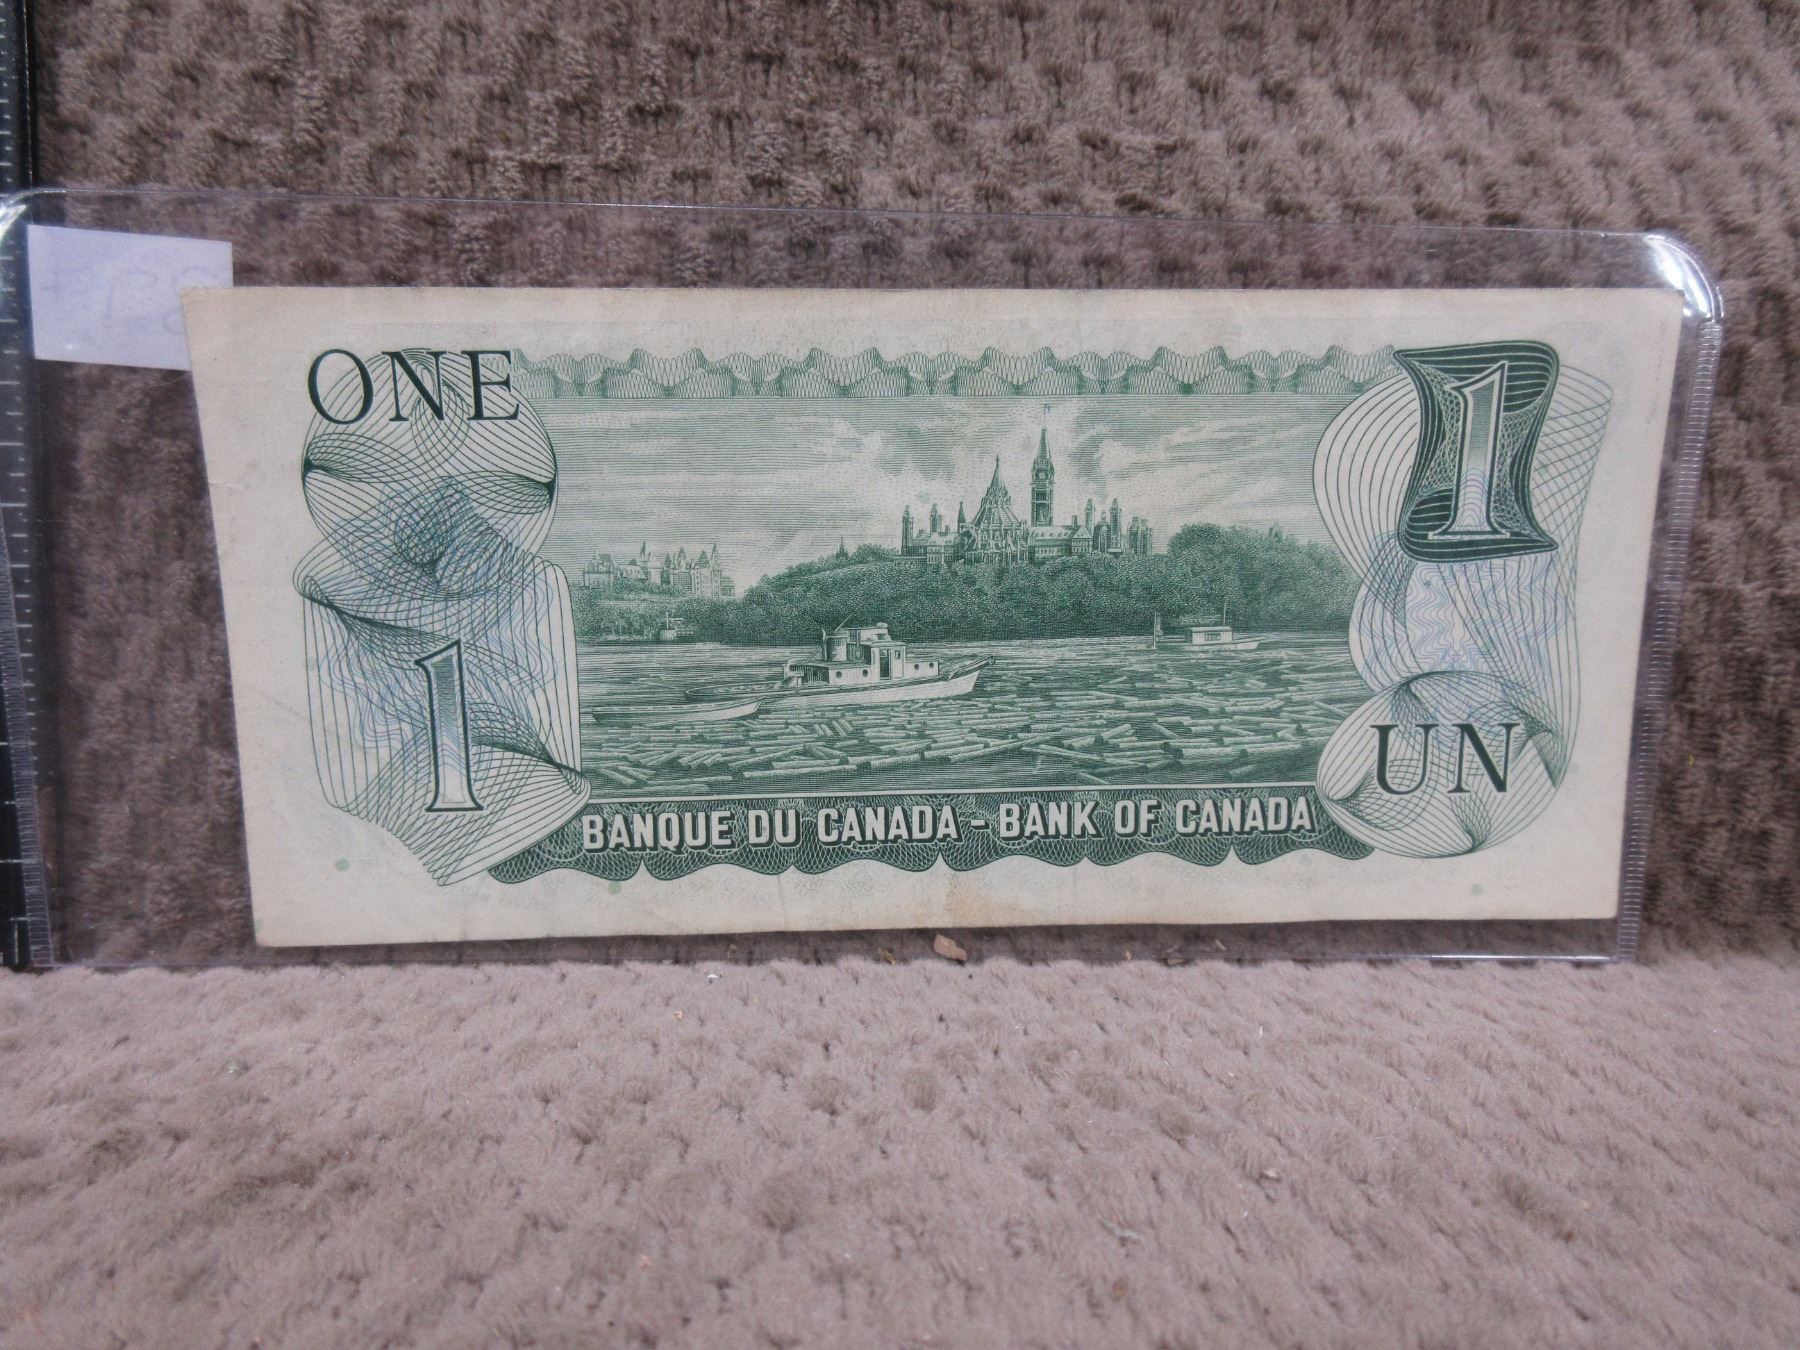 ONE
1
1
UN
BANQUE DU CANADA - BANK OF CANADA